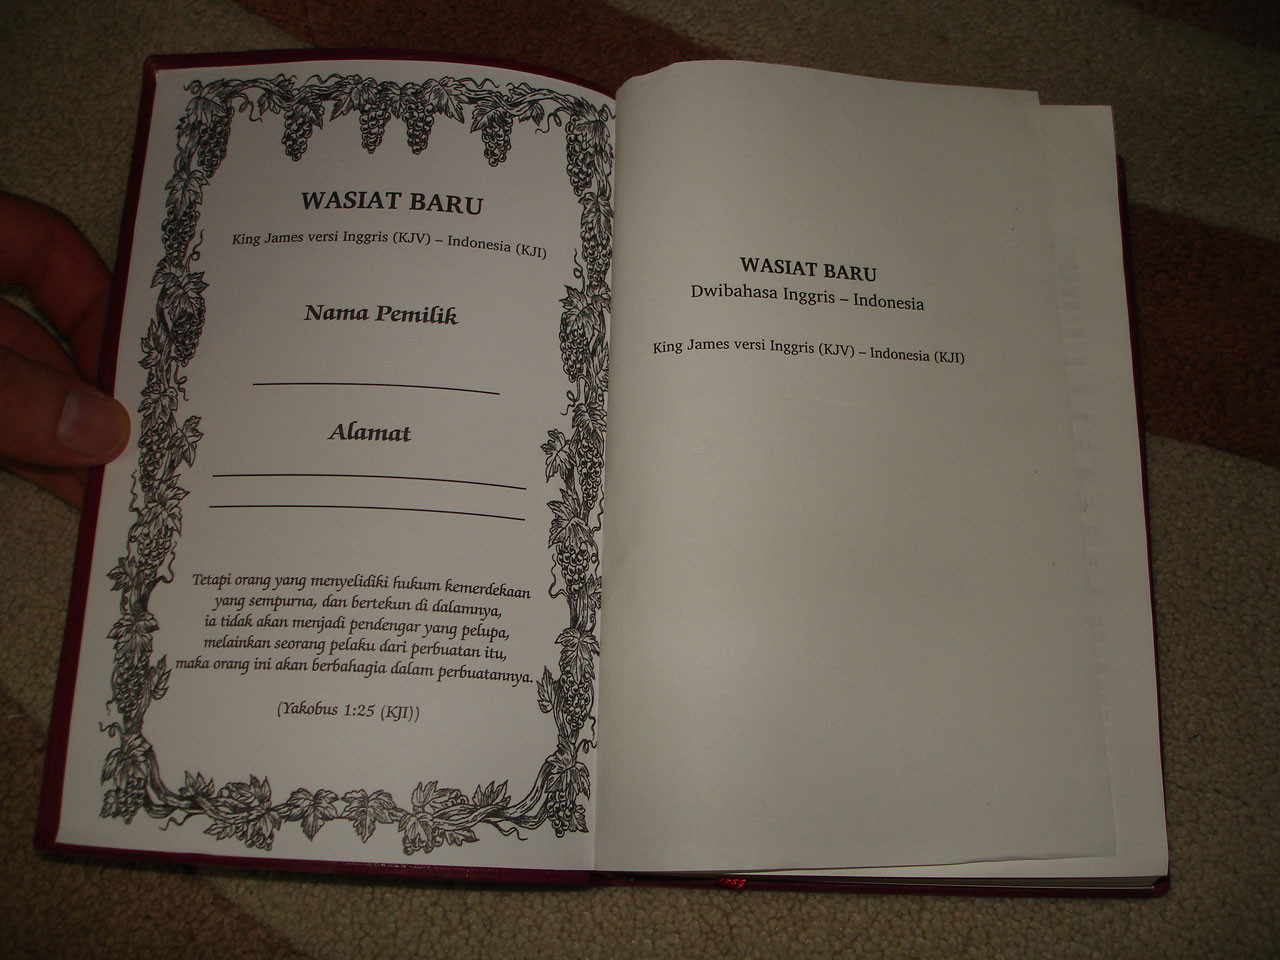 WASIAT BARU
King James versi Inggris (KJV) – Indonesia (KJI)
Nama Pemilik
Alamat
Tetapi orang yang menyelidiki hukum kemerdekaan
yang sempurna, dan bertekun di dalamnya,
ia tidak akan menjadi pendengar yang pelupa,
melainkan seorang pelaku dari perbuatan itu,
maka orang ini akan berbahagia dalam perbuatannya.
(Yakobus 1:25 (KJI))
WASIAT BARU
Dwibahasa Inggris – Indonesia
King James versi Inggris (KJV) – Indonesia (KJI)